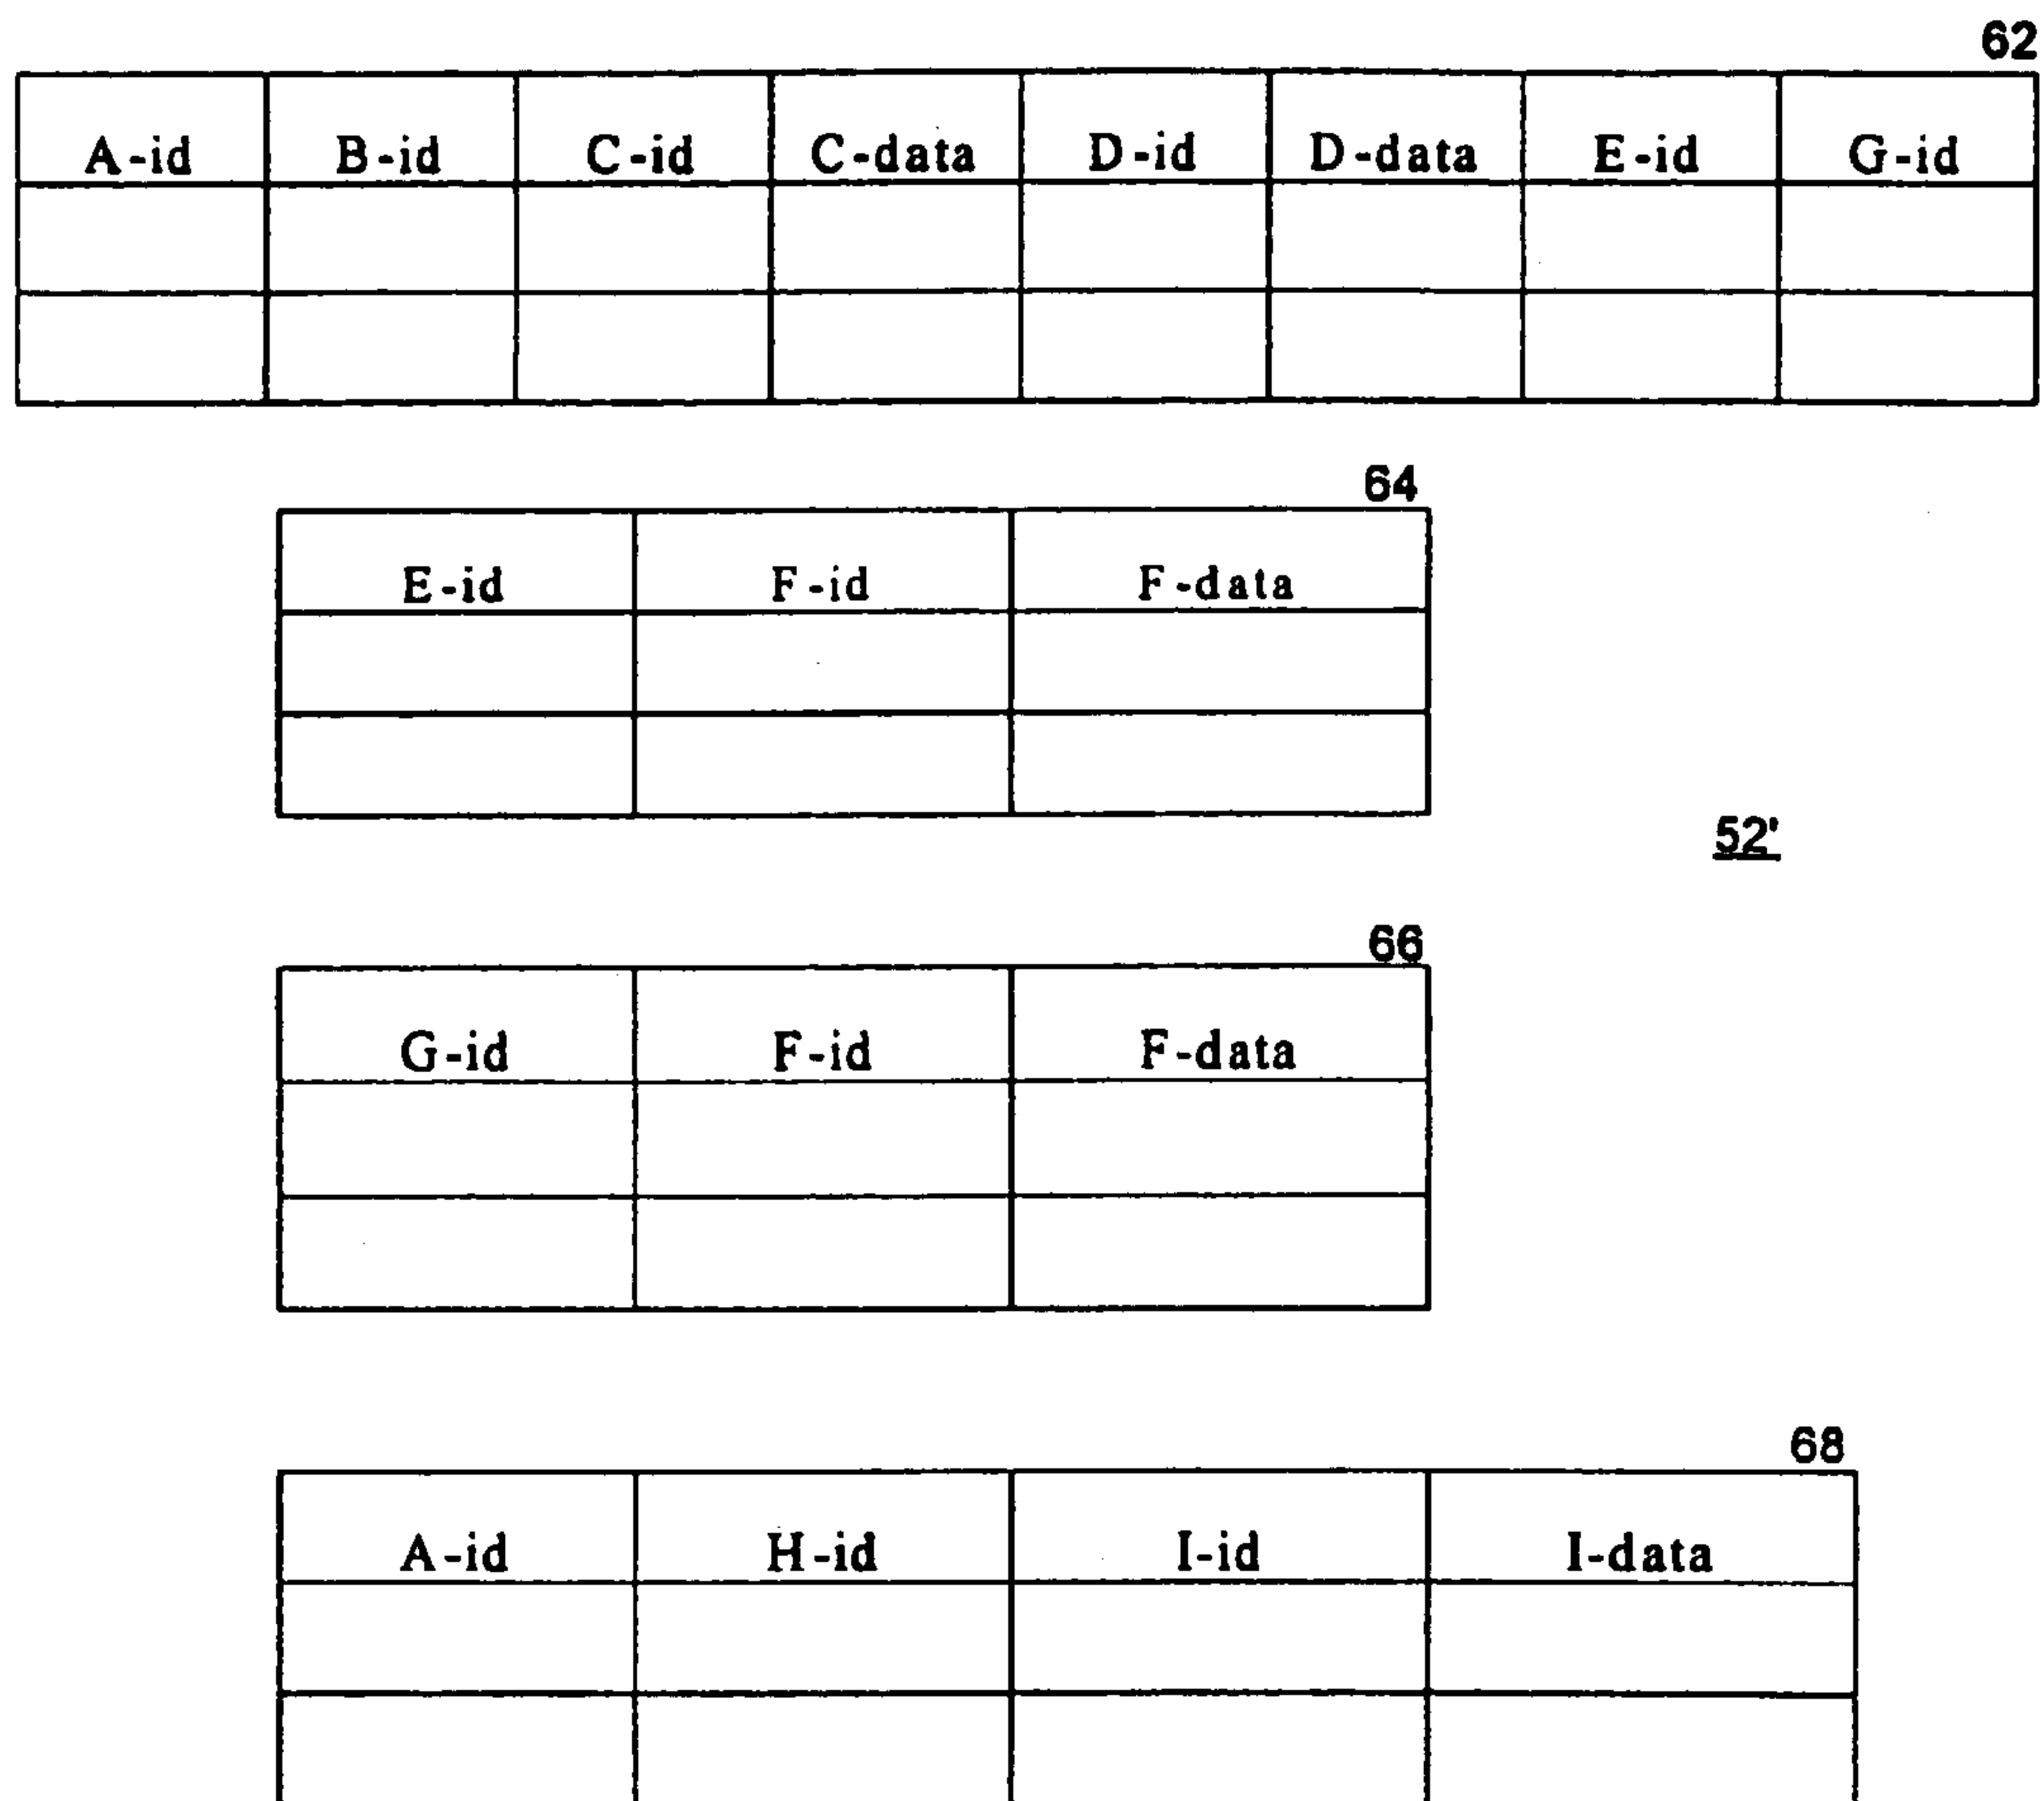 62
A-id B-id C-id C-data D-id D-data E-id G-id
64
E-id F-id F-data
52'
66
G-id F-id F-data
68
A-id H-id I-id I-data